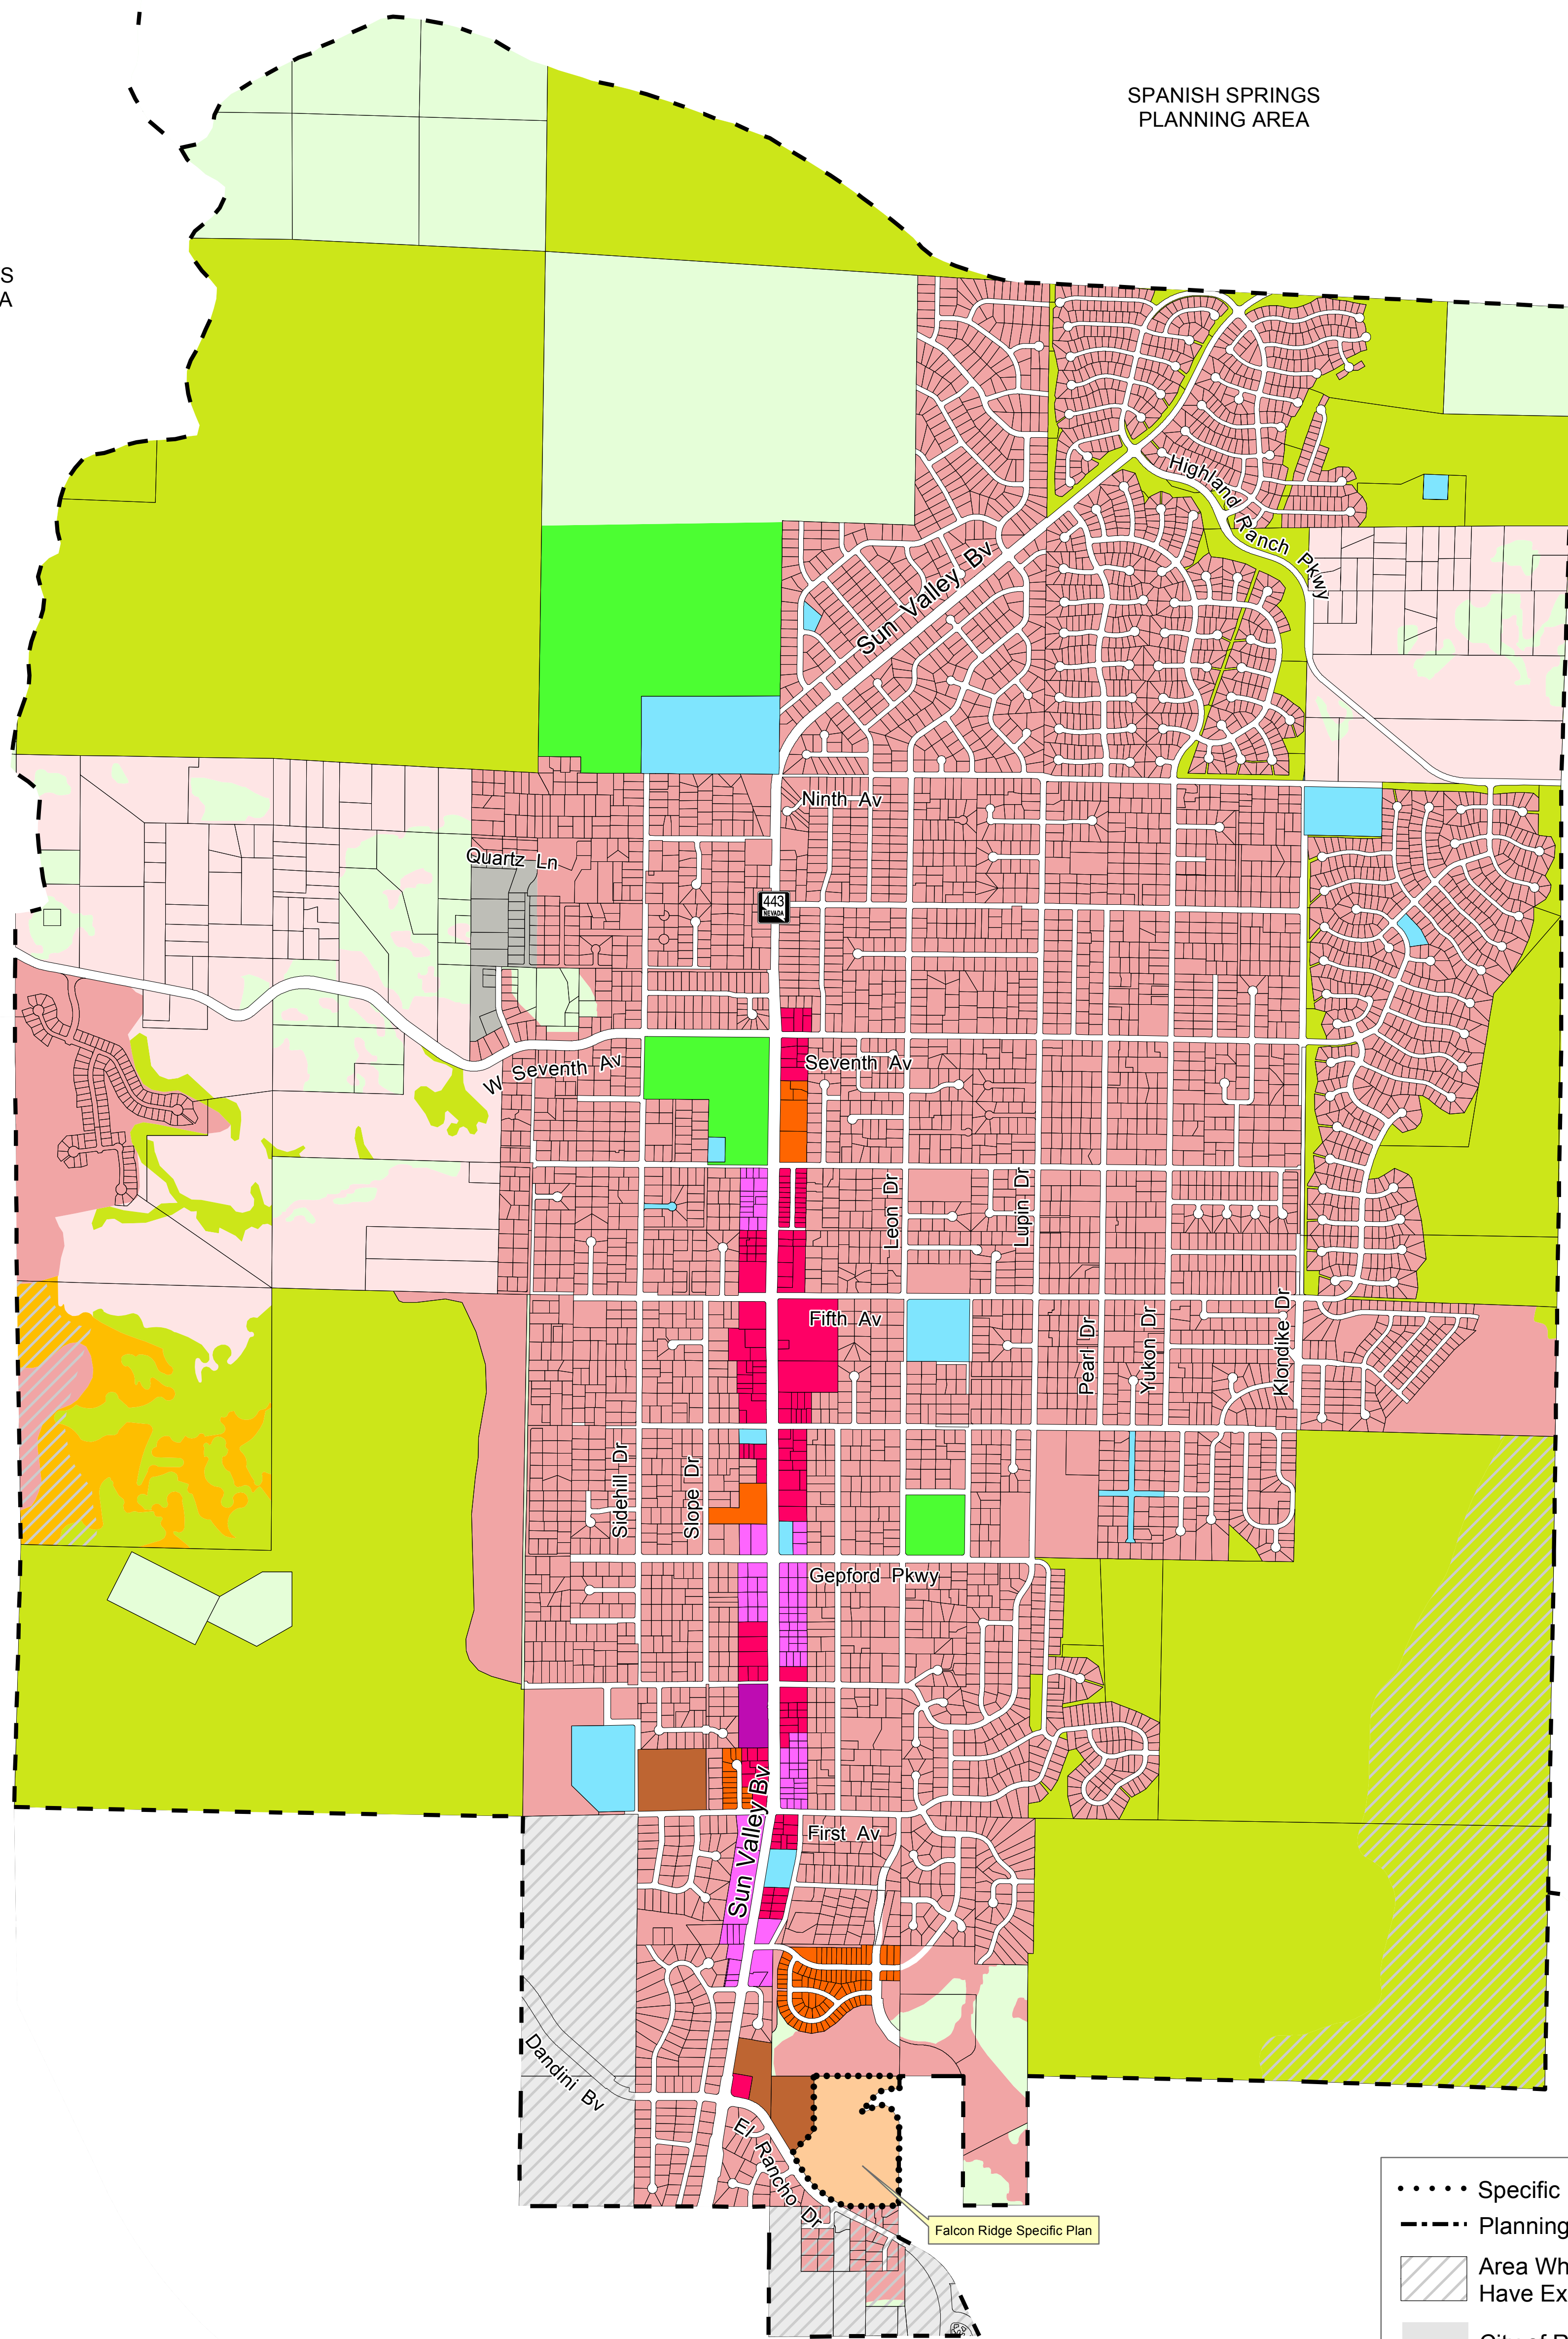 SPANISH SPRINGS
PLANNING AREA
S
A
Highland Ranch Pkwy
Sun Valley Bv
Ninth Av
Quartz Ln
443
NEVADA
W Seventh Av
Seventh Av
Leon Dr
Lupin Dr
Fifth Av
Pearl Dr
Yukon Dr
Klondike Dr
Sidehill Dr
Slope Dr
Gepford Pkwy
Sun Valley Bv
First Av
Dandini Bv
El Rancho Dr
Falcon Ridge Specific Plan
Specific
Planning
Area Wh
Have Ex